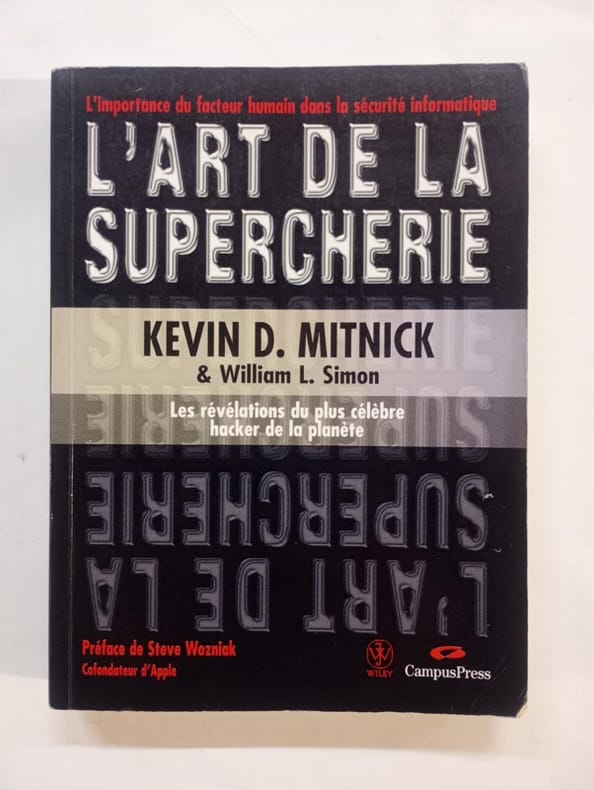 L'importance du facteur humain dans la sécurité informatique
L'ART DE LA
SUPERCHERIE
SUPERCHERIE
KEVIN D. MITNICK
& William L. Simon
Les révélations du plus célèbre
hacker de la planète
SUPERCHERIE
L'ART DE LA
Préface de Steve Wozniak
Cofondateur d'Apple
WILEY
CampusPress